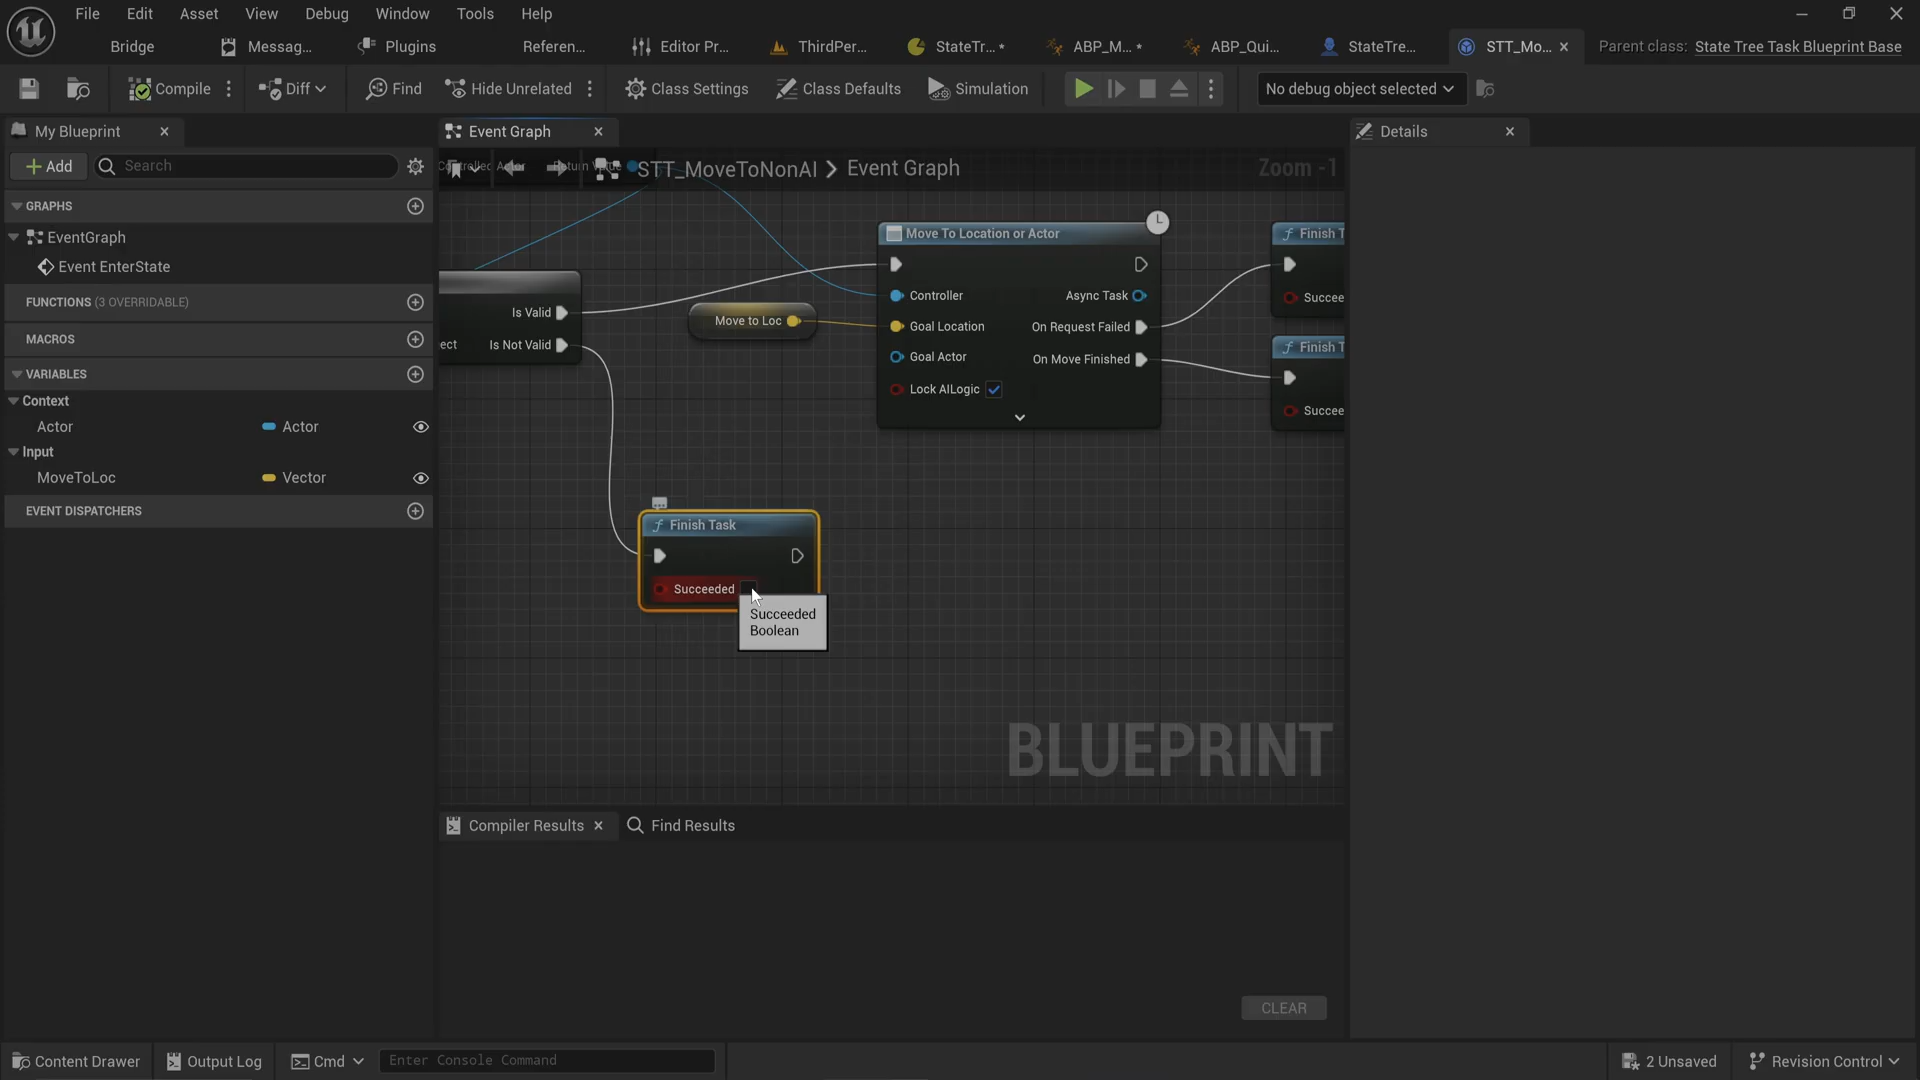 File Edit Asset View Debug Window Tools Help
Bridge Messag... Plugins Referen... Editor Pr... ThirdPer... StateTr... • ABP_M... • ABP_Qui... StateTre... STT_Mo... Parent class: State Tree Task Blueprint Base
Compile Diff Find Hide Unrelated Class Settings Class Defaults Simulation No debug object selected
My Blueprint
Add Search
GRAPHS
EventGraph
Event EnterState
FUNCTIONS (3 OVERRIDABLE)
MACROS
VARIABLES
Context
Actor Actor
Input
MoveToLoc Vector
EVENT DISPATCHERS
Event Graph
STT_MoveToNonAI > Event Graph
Zoom -1
Is Valid
ect Is Not Valid
Move to Loc
Move To Location or Actor
Controller Async Task
Goal Location On Request Failed
Goal Actor On Move Finished
Lock AILogic
Finish T
Succee
Finish T
Succee
Finish Task
Succeeded
Succeeded
Boolean
BLUEPRINT
Compiler Results Find Results
CLEAR
Details
Content Drawer Output Log Cmd Enter Console Command 2 Unsaved Revision Control